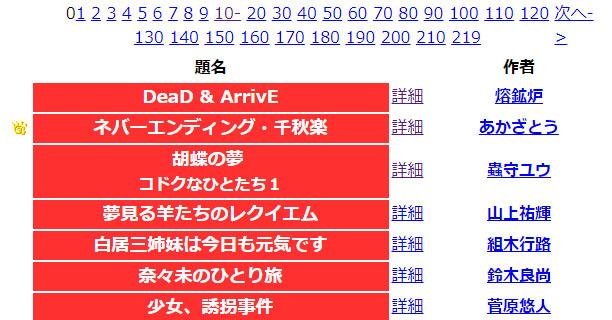 01 2 3 4 5 6 7 8 9 10- 20 30 40 50 60 70 80 90 100 110 120 次へ-
130 140 150 160 170 180 190 200 210 219 >
題名 作者
DeaD & ArrivE 詳細 熔鉱炉
ネバーエンディング・千秋楽 詳細 あかざとう
胡蝶の夢
コドクなひとたち１ 詳細 蟲守ユウ
夢見る羊たちのレクイエム 詳細 山上祐輝
白居三姉妹は今日も元気です 詳細 組木行路
奈々未のひとり旅 詳細 鈴木良尚
少女、誘拐事件 詳細 菅原悠人